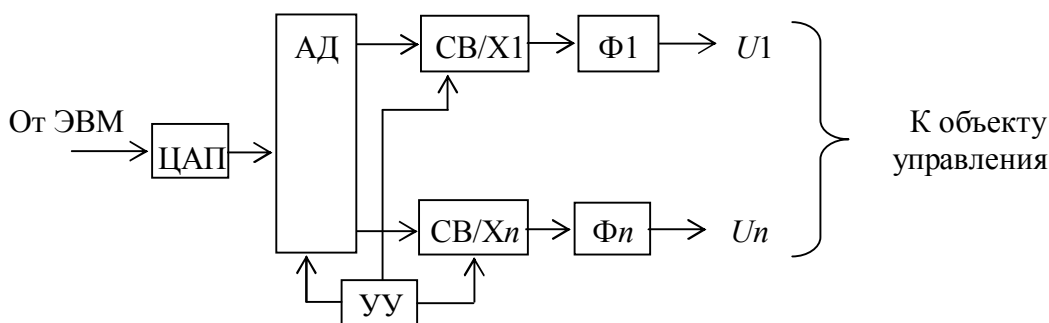 АД
СВ/Х1
Ф1
U1
От ЭВМ
ЦАП
К объекту
управления
СВ/Хn
Фn
Un
УУ